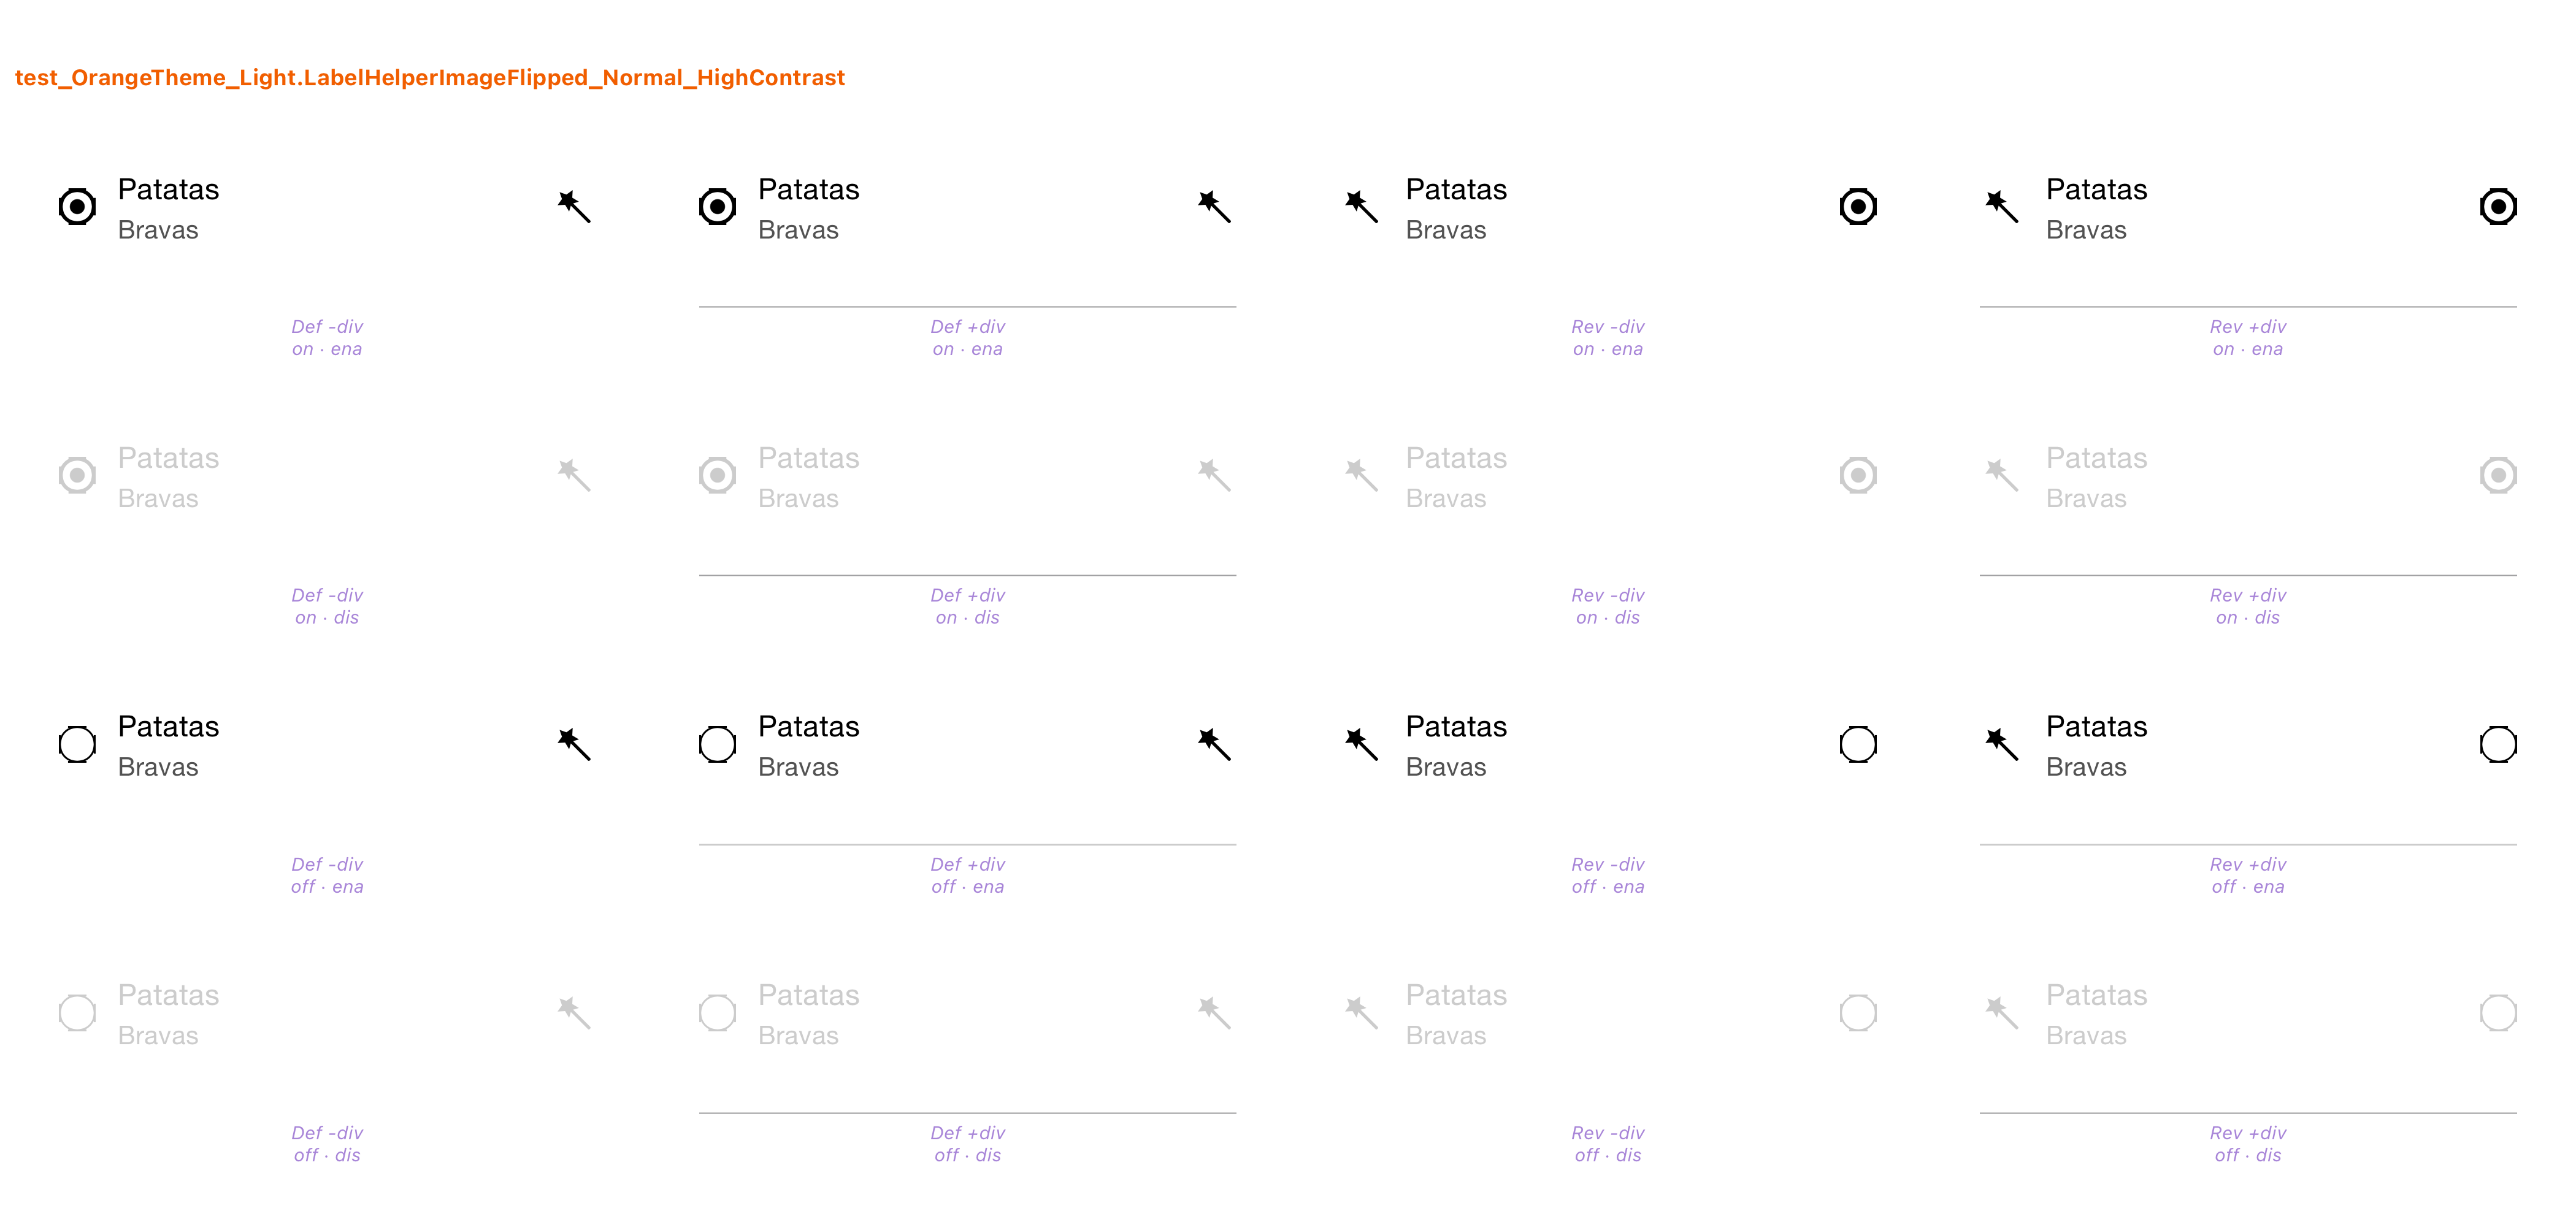 test_OrangeTheme_Light.LabelHelperImageFlipped_Normal_HighContrast
Patatas
Bravas
Def -div
on · ena
Patatas
Bravas
Def +div
on · ena
Patatas
Bravas
Rev -div
on · ena
Patatas
Bravas
Rev +div
on · ena
Patatas
Bravas
Def -div
on · dis
Patatas
Bravas
Def +div
on · dis
Patatas
Bravas
Rev -div
on · dis
Patatas
Bravas
Rev +div
on · dis
Patatas
Bravas
Def -div
off · ena
Patatas
Bravas
Def +div
off · ena
Patatas
Bravas
Rev -div
off · ena
Patatas
Bravas
Rev +div
off · ena
Patatas
Bravas
Def -div
off · dis
Patatas
Bravas
Def +div
off · dis
Patatas
Bravas
Rev -div
off · dis
Patatas
Bravas
Rev +div
off · dis